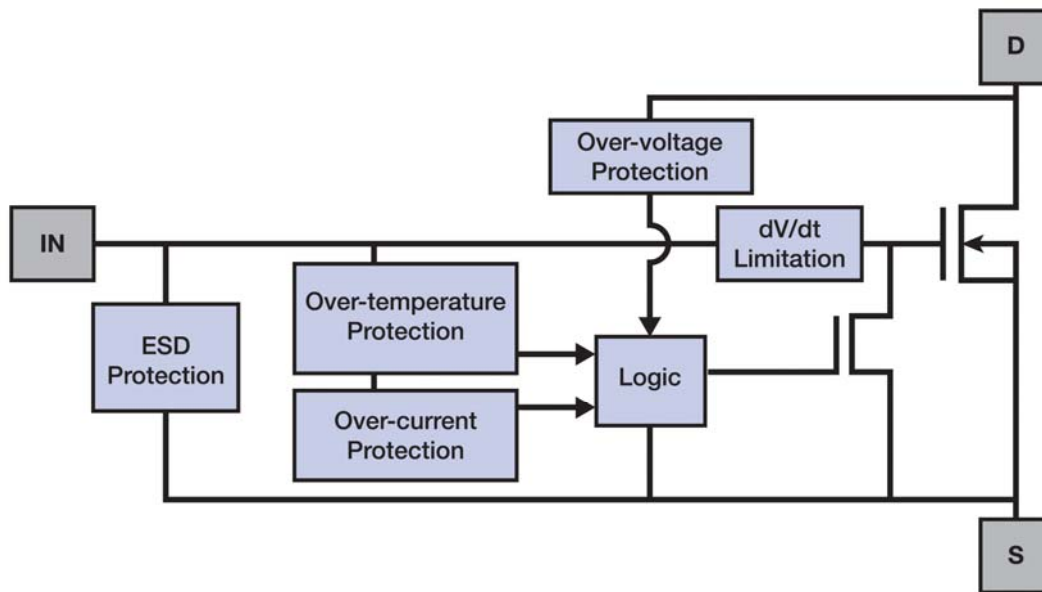 D
Over-voltage
Protection
IN
dV/dt
Limitation
Over-temperature
Protection
ESD
Protection
Logic
Over-current
Protection
S